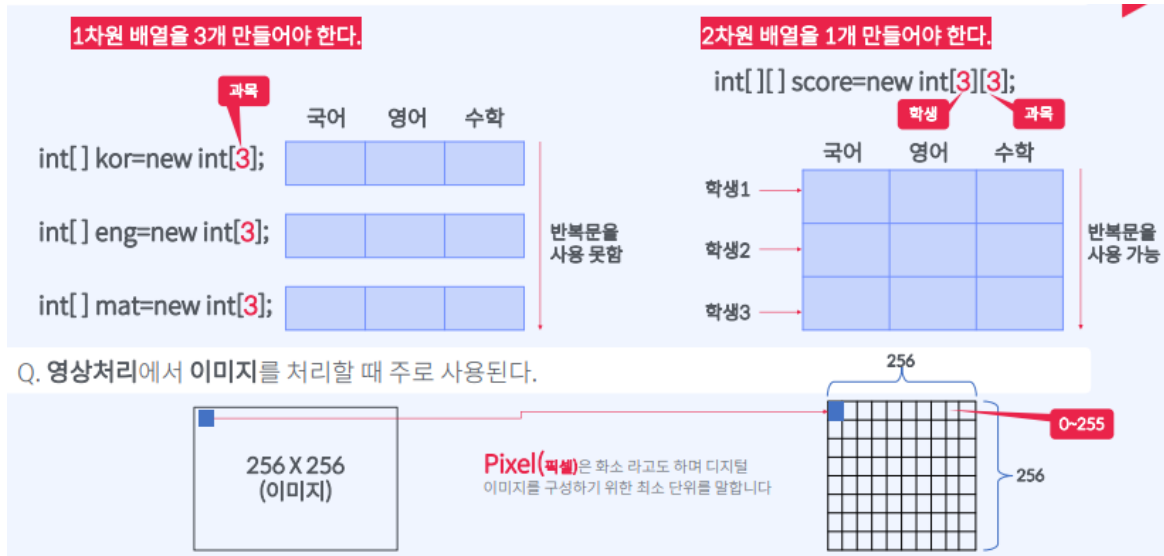 1차원 배열을 3개 만들어야 한다.
과목
국어 영어 수학
int[ ] kor=new int[3];
int[ ] eng=new int[3];
int[ ] mat=new int[3];
반복문을
사용 못함
2차원 배열을 1개 만들어야 한다.
int[ ][ ] score=new int[3][3];
학생 과목
국어 영어 수학
학생1
학생2
학생3
반복문을
사용 가능
Q. 영상처리에서 이미지를 처리할 때 주로 사용된다.
256 X 256
(이미지)
Pixel(픽셀)은 화소 라고도 하며 디지털
이미지를 구성하기 위한 최소 단위를 말합니다
256
0~255
256